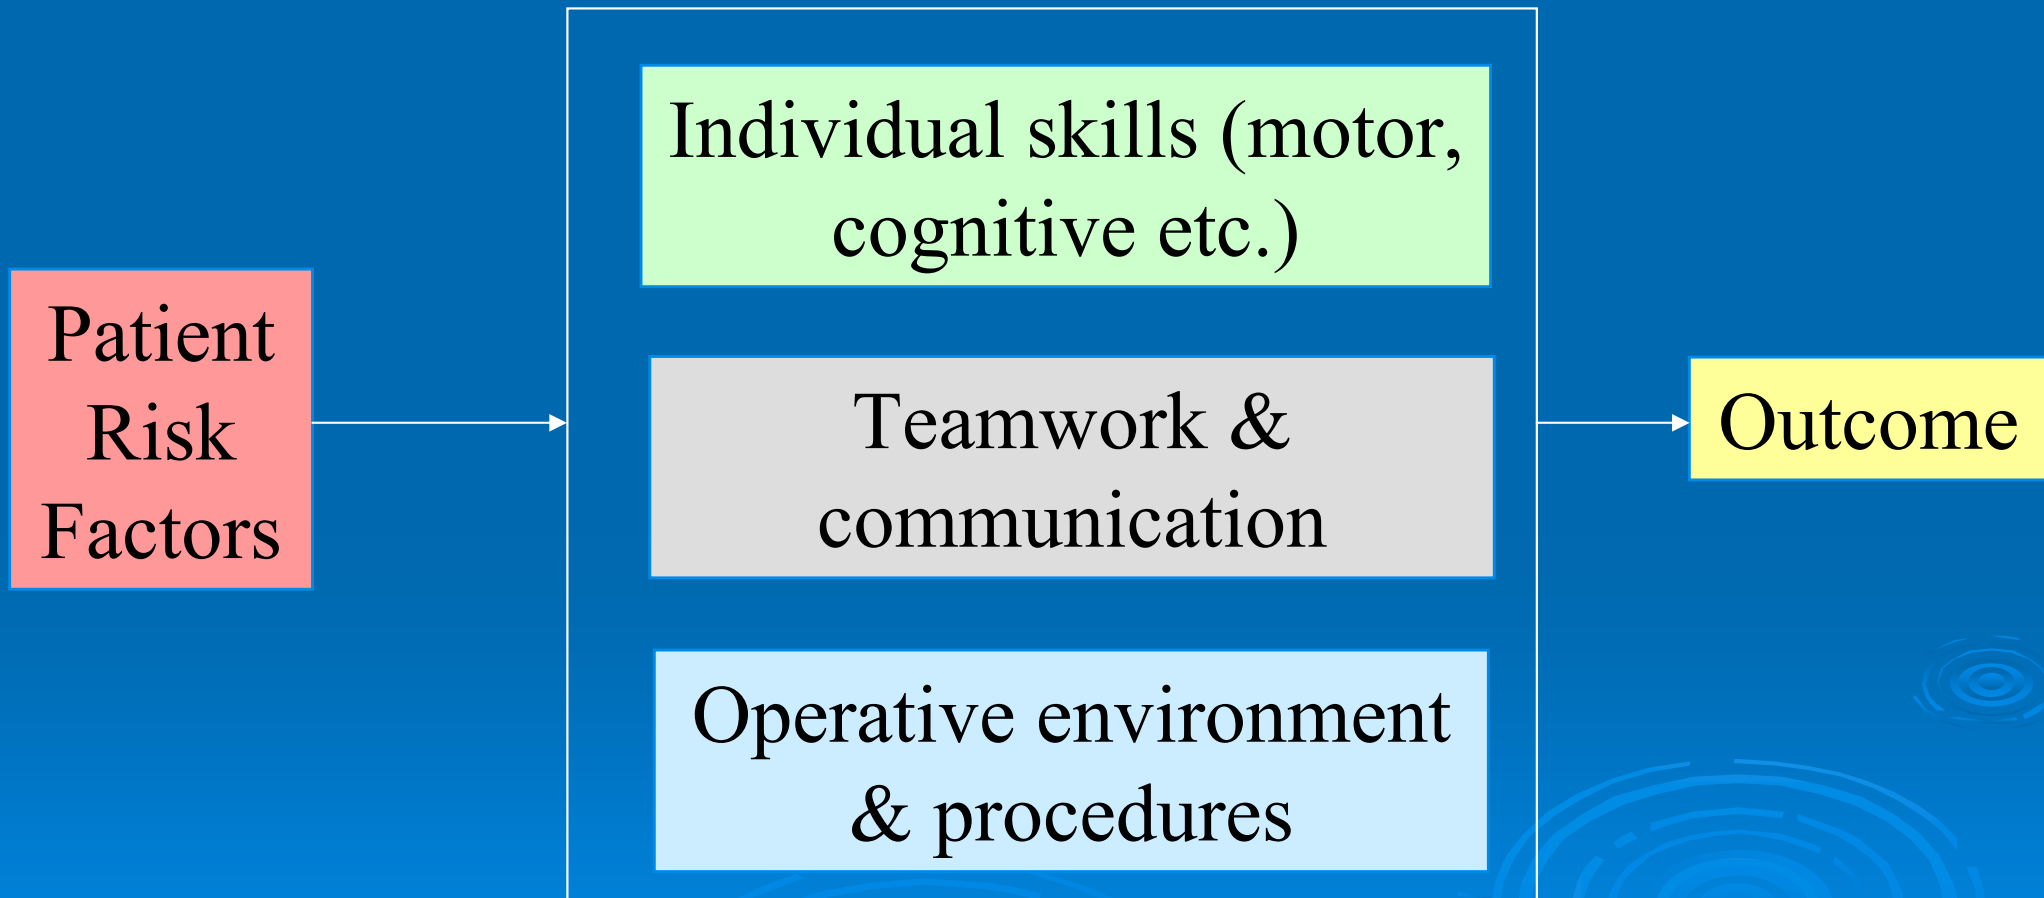 Patient
Risk
Factors
Individual skills (motor,
cognitive etc.)
Teamwork &
communication
Operative environment
& procedures
Outcome